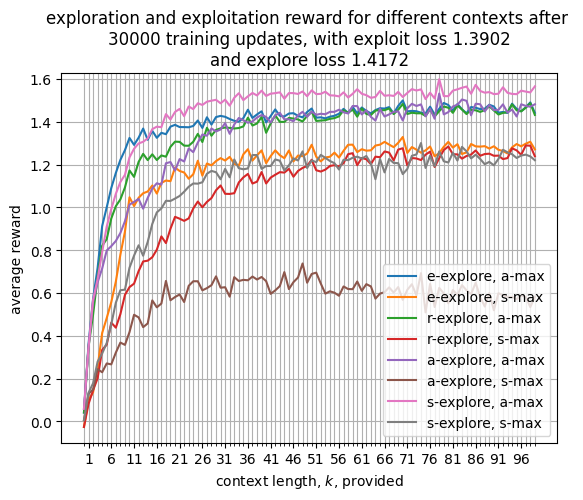 exploration and exploitation reward for different contexts after
30000 training updates, with exploit loss 1.3902
and explore loss 1.4172
1.6
1.4
1.2
1.0
0.8
0.6
0.4
0.2
0.0
average reward
e-explore, a-max
e-explore, s-max
r-explore, a-max
r-explore, s-max
a-explore, a-max
a-explore, s-max
s-explore, a-max
s-explore, s-max
1 6 11 16 21 26 31 36 41 46 51 56 61 66 71 76 81 86 91 96
context length, k, provided